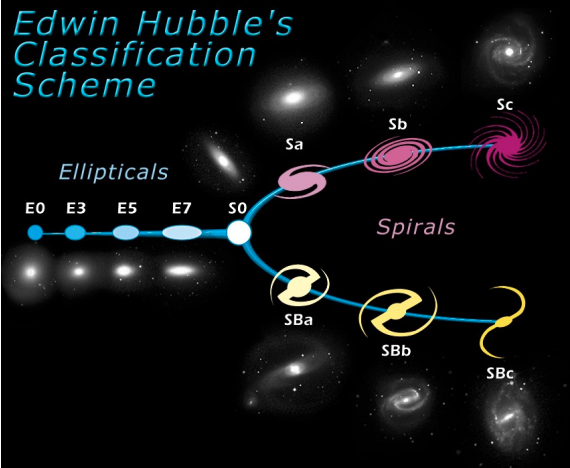 Edwin Hubble's
Classification
Scheme
Sc
Sb
Sa
Ellipticals
E0 E3 E5 E7 S0
Spirals
SBa
SBb
SBc